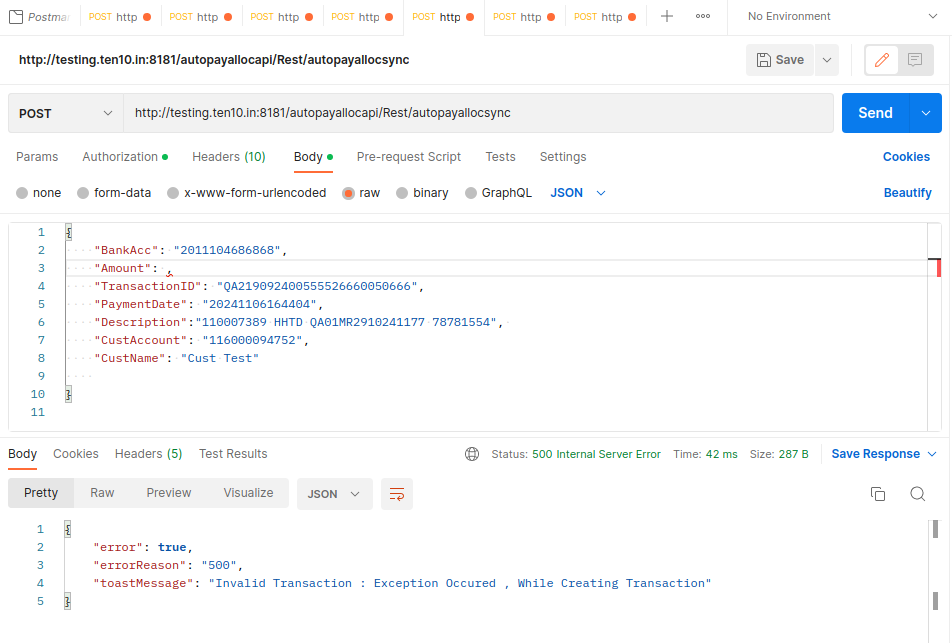 Postma
POST http
POST http
POST http
POST http
POST http
POST http
POST http
No Environment
http://testing.ten10.in:8181/autopayallocapi/Rest/autopayallocsync
Save
POST
http://testing.ten10.in:8181/autopayallocapi/Rest/autopayallocsync
Send
Params Authorization Headers (10) Body Pre-request Script Tests Settings Cookies
none form-data x-www-form-urlencoded raw binary GraphQL JSON Beautify
1 {
2 "BankAcc": "2011104686868",
3 "Amount": ,
4 "TransactionID": "QA219092400555526660050666",
5 "PaymentDate": "20241106164404",
6 "Description":"110007389 HHTD QA01MR2910241177 78781554",
7 "CustAccount": "116000094752",
8 "CustName": "Cust Test"
9
10 }
11
Body Cookies Headers (5) Test Results Status: 500 Internal Server Error Time: 42 ms Size: 287 B Save Response
Pretty Raw Preview Visualize JSON
1 {
2 "error": true,
3 "errorReason": "500",
4 "toastMessage": "Invalid Transaction : Exception Occured , While Creating Transaction"
5 }